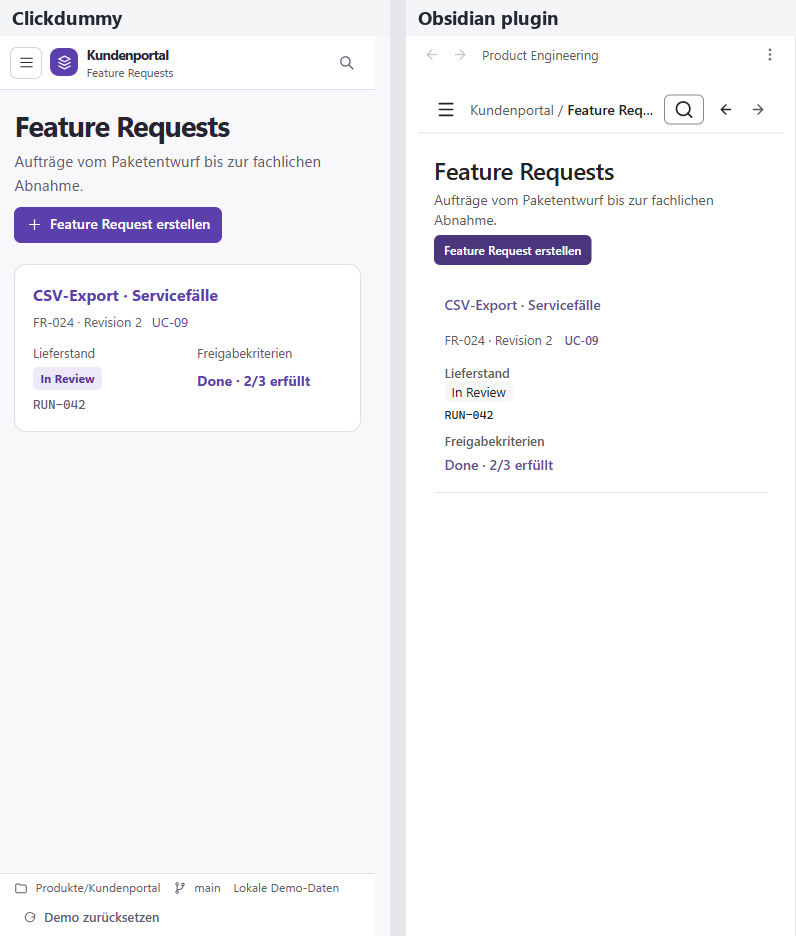 Clickdummy
Kundenportal
Feature Requests
Feature Requests
Aufträge vom Paketentwurf bis zur fachlichen
Abnahme.
Feature Request erstellen
CSV-Export · Servicefälle
FR-024 · Revision 2 UC-09
Lieferstand
In Review
RUN-042
Freigabekriterien
Done · 2/3 erfüllt
Produkte/Kundenportal main Lokale Demo-Daten
Demo zurücksetzen
Obsidian plugin
Product Engineering
Kundenportal / Feature Req...
Feature Requests
Aufträge vom Paketentwurf bis zur fachlichen
Abnahme.
Feature Request erstellen
CSV-Export · Servicefälle
FR-024 · Revision 2 UC-09
Lieferstand
In Review
RUN-042
Freigabekriterien
Done · 2/3 erfüllt